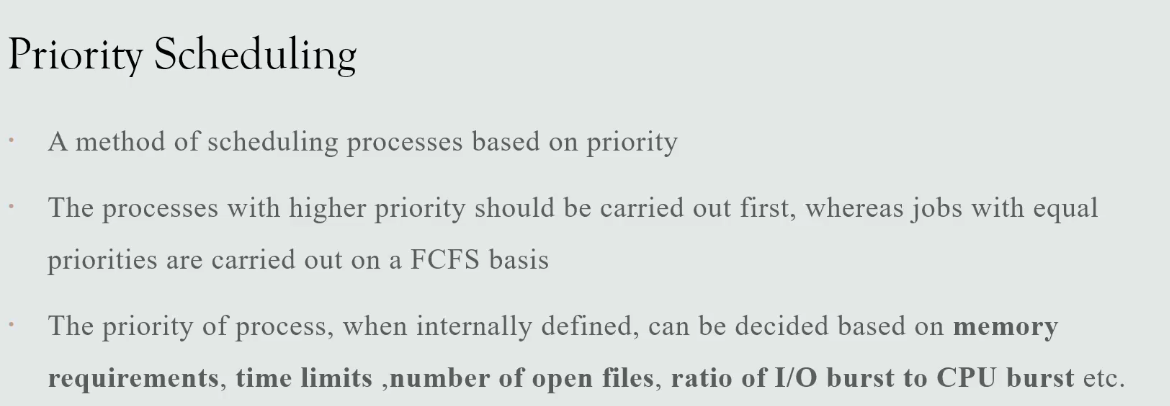 Priority Scheduling
· A method of scheduling processes based on priority
· The processes with higher priority should be carried out first, whereas jobs with equal
priorities are carried out on a FCFS basis
· The priority of process, when internally defined, can be decided based on memory
requirements, time limits ,number of open files, ratio of I/O burst to CPU burst etc.